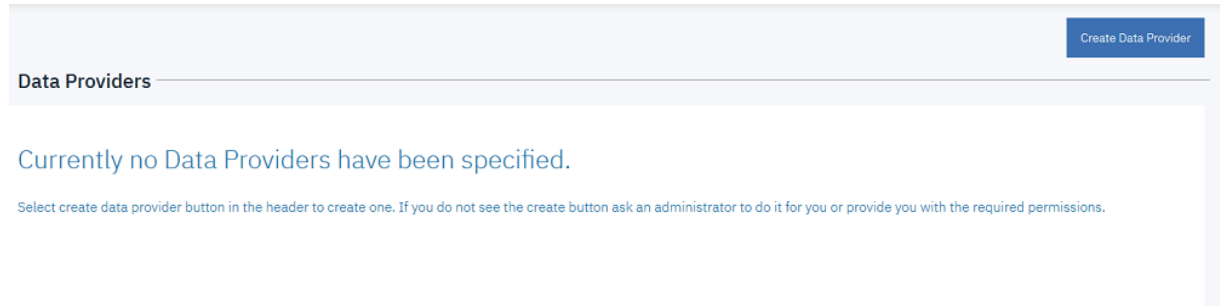 Create Data Provider
Data Providers
Currently no Data Providers have been specified.
Select create data provider button in the header to create one. If you do not see the create button ask an administrator to do it for you or provide you with the required permissions.